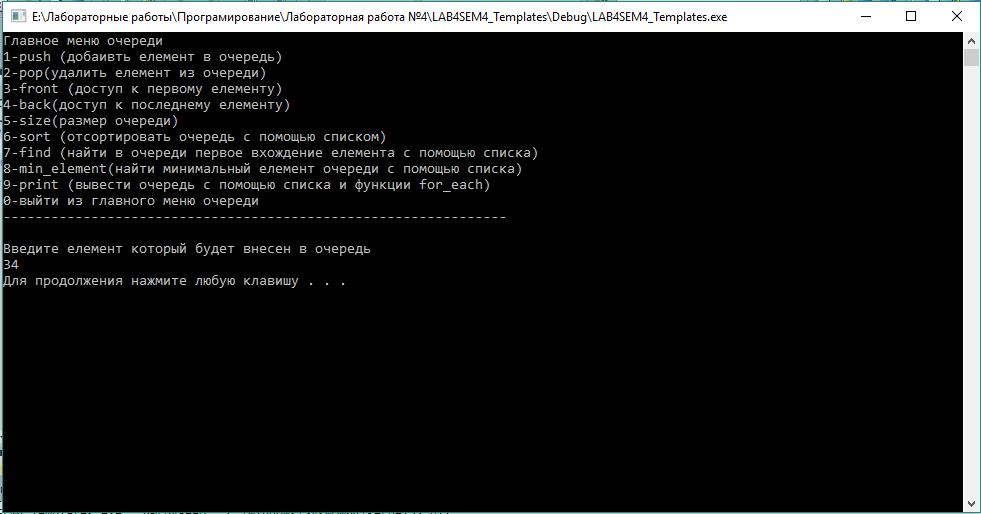 E:\Лабораторные работы\Програмирование\Лабораторная работа №4\LAB4SEM4_Templates\Debug\LAB4SEM4_Templates.exe
Главное меню очереди
1-push (добаивть елемент в очередь)
2-pop(удалить елемент из очереди)
3-front (доступ к первому елементу)
4-back(доступ к последнему елементу)
5-size(размер очереди)
6-sort (отсортировать очередь с помощью списком)
7-find (найти в очереди первое вхождение елемента с помощью списка)
8-min_element(найти минимальный елемент очереди с помощью списка)
9-print (вывести очередь с помощью списка и функции for_each)
0-выйти из главного меню очереди
---------------------------------------------------------------
Введите елемент который будет внесен в очередь
34
Для продолжения нажмите любую клавишу . . .